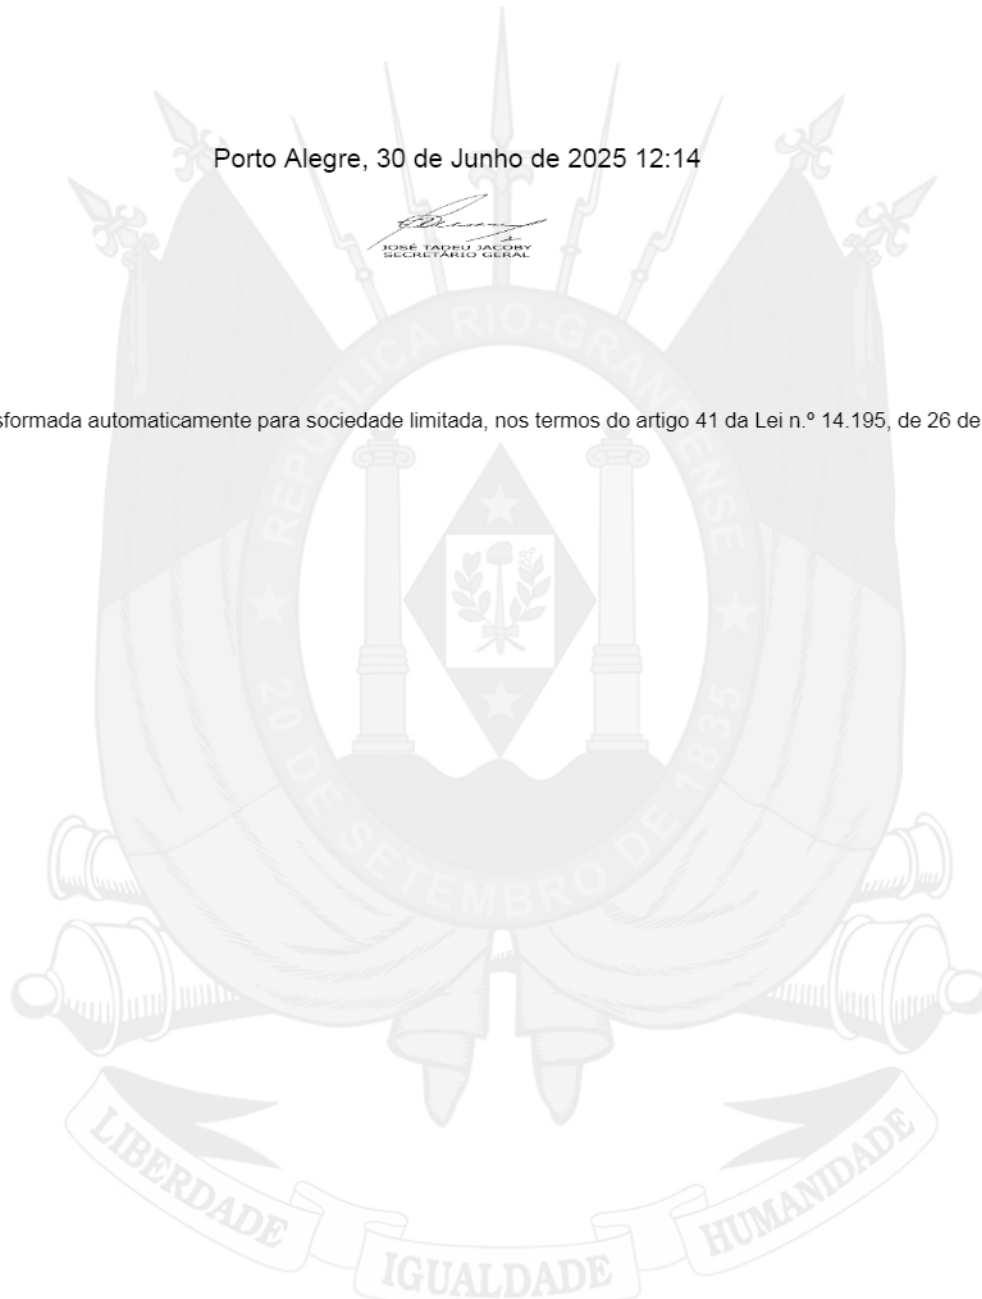 Porto Alegre, 30 de Junho de 2025 12:14
JOSÉ TADEU JACOBY
SECRETÁRIO GERAL
sformada automaticamente para sociedade limitada, nos termos do artigo 41 da Lei n.º 14.195, de 26 de
REPUBLICA RIO-GRANDENSE
20 DE SETEMBRO DE 1835
LIBERDADE
IGUALDADE
HUMANIDADE